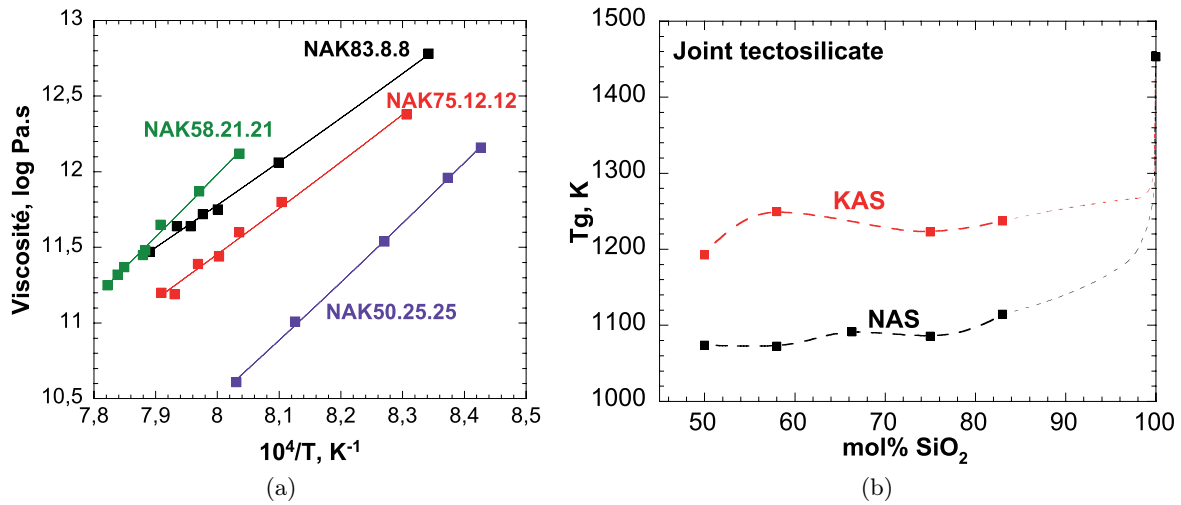 13
12,5
12
11,5
11
10,5
Viscosité, log Pa.s
NAK83.8.8
NAK75.12.12
NAK58.21.21
NAK50.25.25
7,8 7,9 8 8,1 8,2 8,3 8,4 8,5
10⁴/T, K⁻¹
(a)
1500
1400
1300
1200
1100
1000
Tg, K
Joint tectosilicate
KAS
NAS
50 60 70 80 90 100
mol% SiO₂
(b)